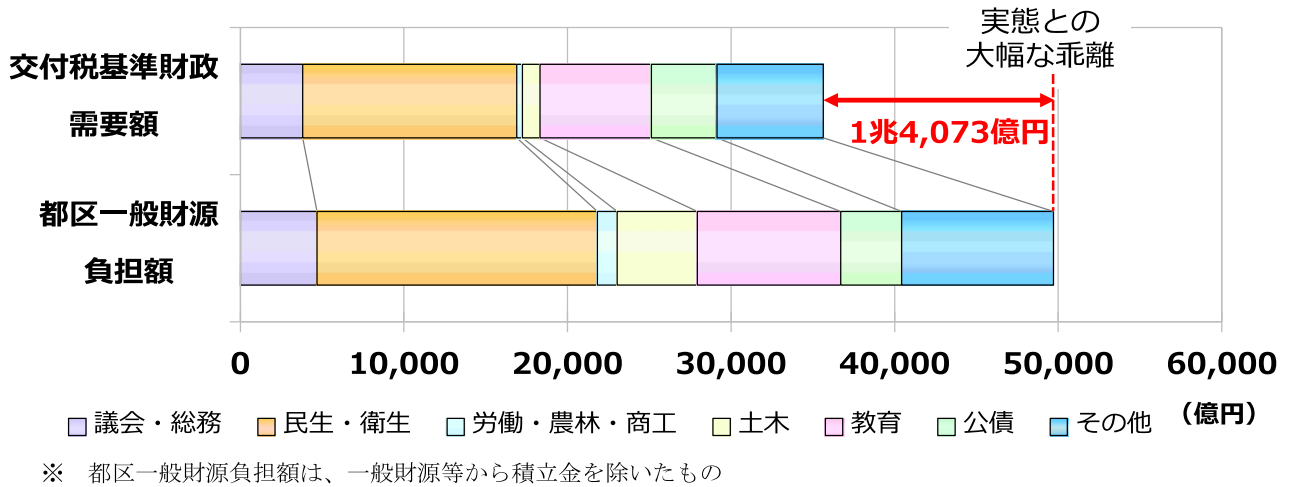 実態との
大幅な乖離
交付税基準財政
需要額
1兆4,073億円
都区一般財源
負担額
0 10,000 20,000 30,000 40,000 50,000 60,000
(億円)
議会・総務 民生・衛生 労働・農林・商工 土木 教育 公債 その他
※ 都区一般財源負担額は、一般財源等から積立金を除いたもの